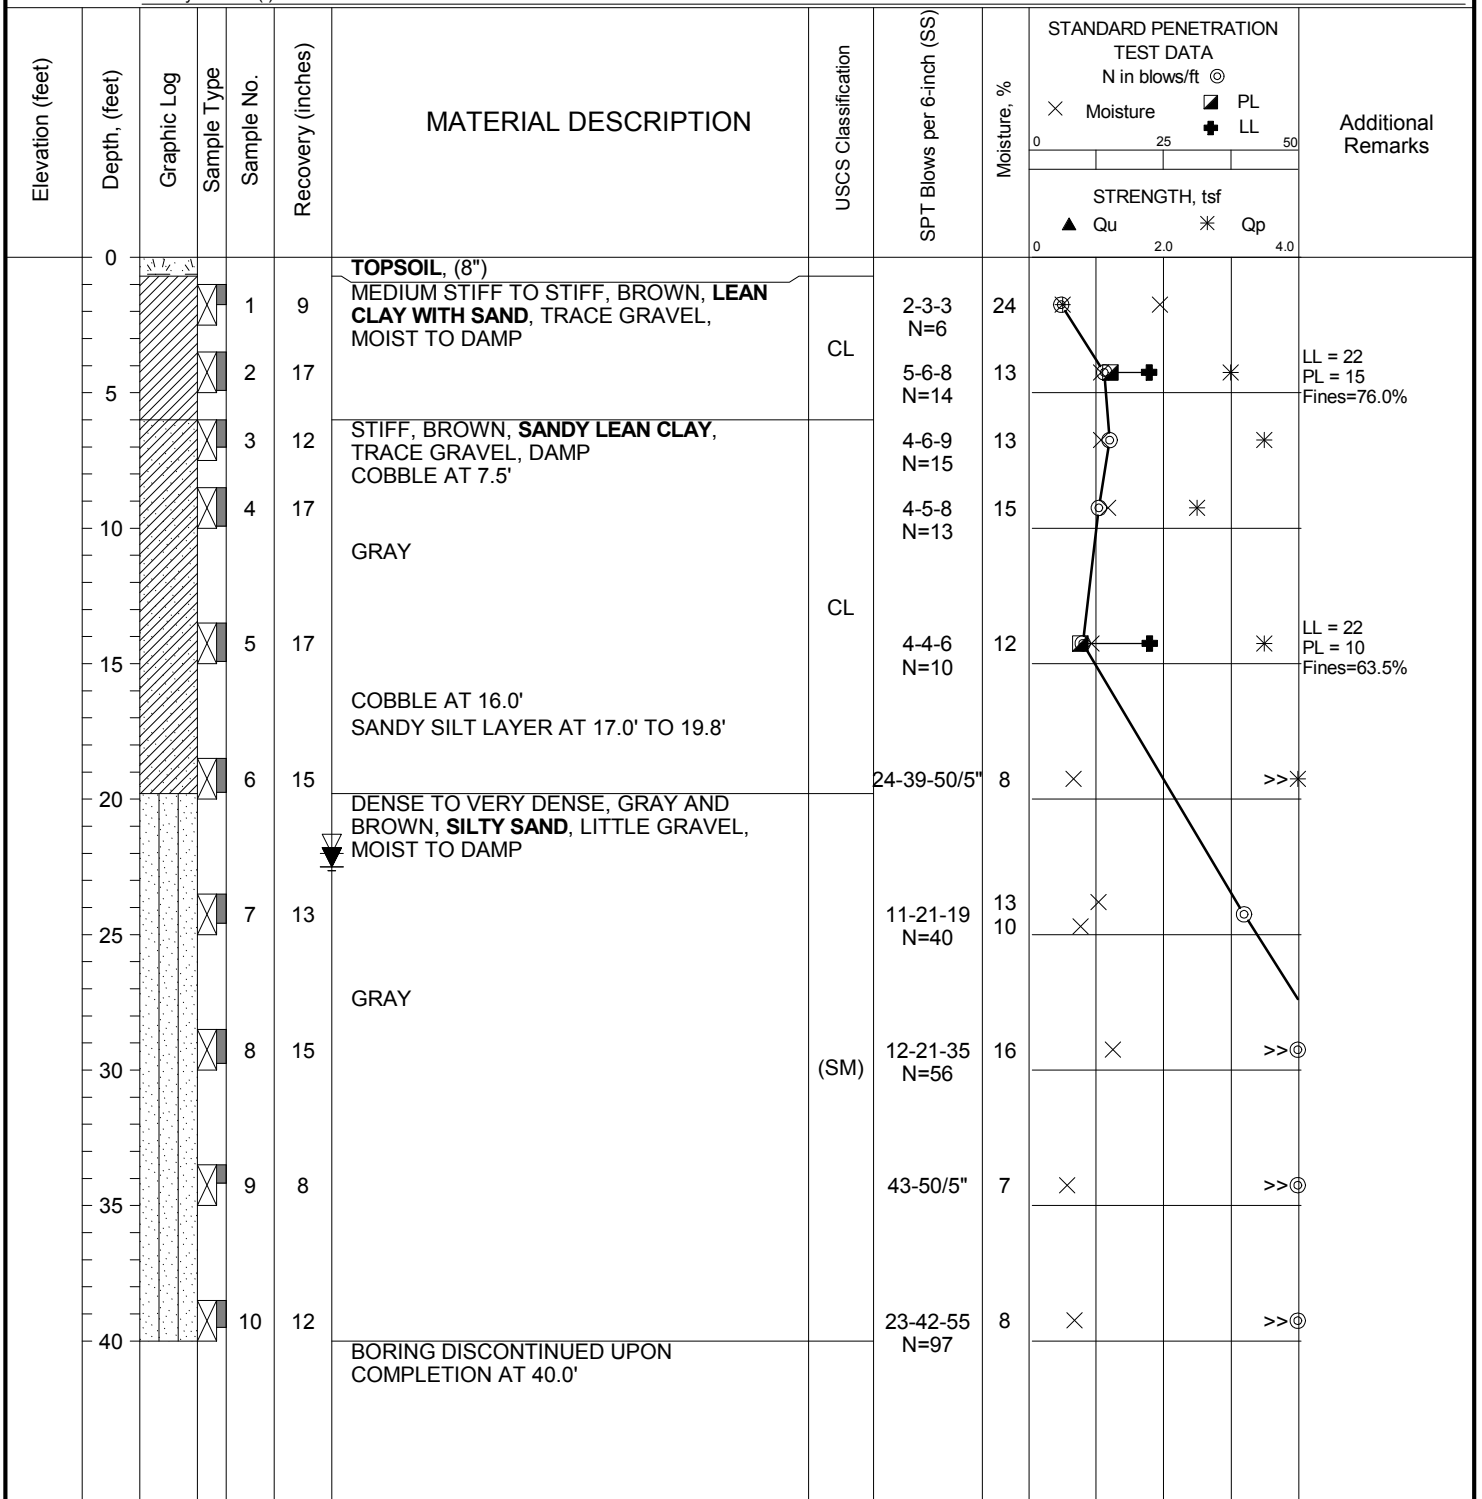 STANDARD PENETRATION
TEST DATA
N in blows/ft
Moisture
PL
LL
0 25 50
STRENGTH, tsf
Qu Qp
0 2.0 4.0
Elevation (feet)
Depth, (feet)
Graphic Log
Sample Type
Sample No.
Recovery (inches)
MATERIAL DESCRIPTION
USCS Classification
SPT Blows per 6-inch (SS)
Moisture, %
Additional
Remarks
0
TOPSOIL, (8")
MEDIUM STIFF TO STIFF, BROWN, LEAN
CLAY WITH SAND, TRACE GRAVEL,
MOIST TO DAMP
1 9 2-3-3 24
N=6
CL
2 17 5-6-8 13
N=14
LL = 22
PL = 15
Fines=76.0%
5
STIFF, BROWN, SANDY LEAN CLAY,
TRACE GRAVEL, DAMP
COBBLE AT 7.5'
3 12 4-6-9 13
N=15
4 17 4-5-8 15
N=13
10
GRAY
CL
5 17 4-4-6 12
N=10
LL = 22
PL = 10
Fines=63.5%
15
COBBLE AT 16.0'
SANDY SILT LAYER AT 17.0' TO 19.8'
6 15 24-39-50/5" 8 >>
20
DENSE TO VERY DENSE, GRAY AND
BROWN, SILTY SAND, LITTLE GRAVEL,
MOIST TO DAMP
7 13 11-21-19 13
N=40 10
25
GRAY
8 15 12-21-35 16 >>
N=56
30
(SM)
9 8 43-50/5" 7 >>
35
10 12 23-42-55 8 >>
N=97
40
BORING DISCONTINUED UPON
COMPLETION AT 40.0'